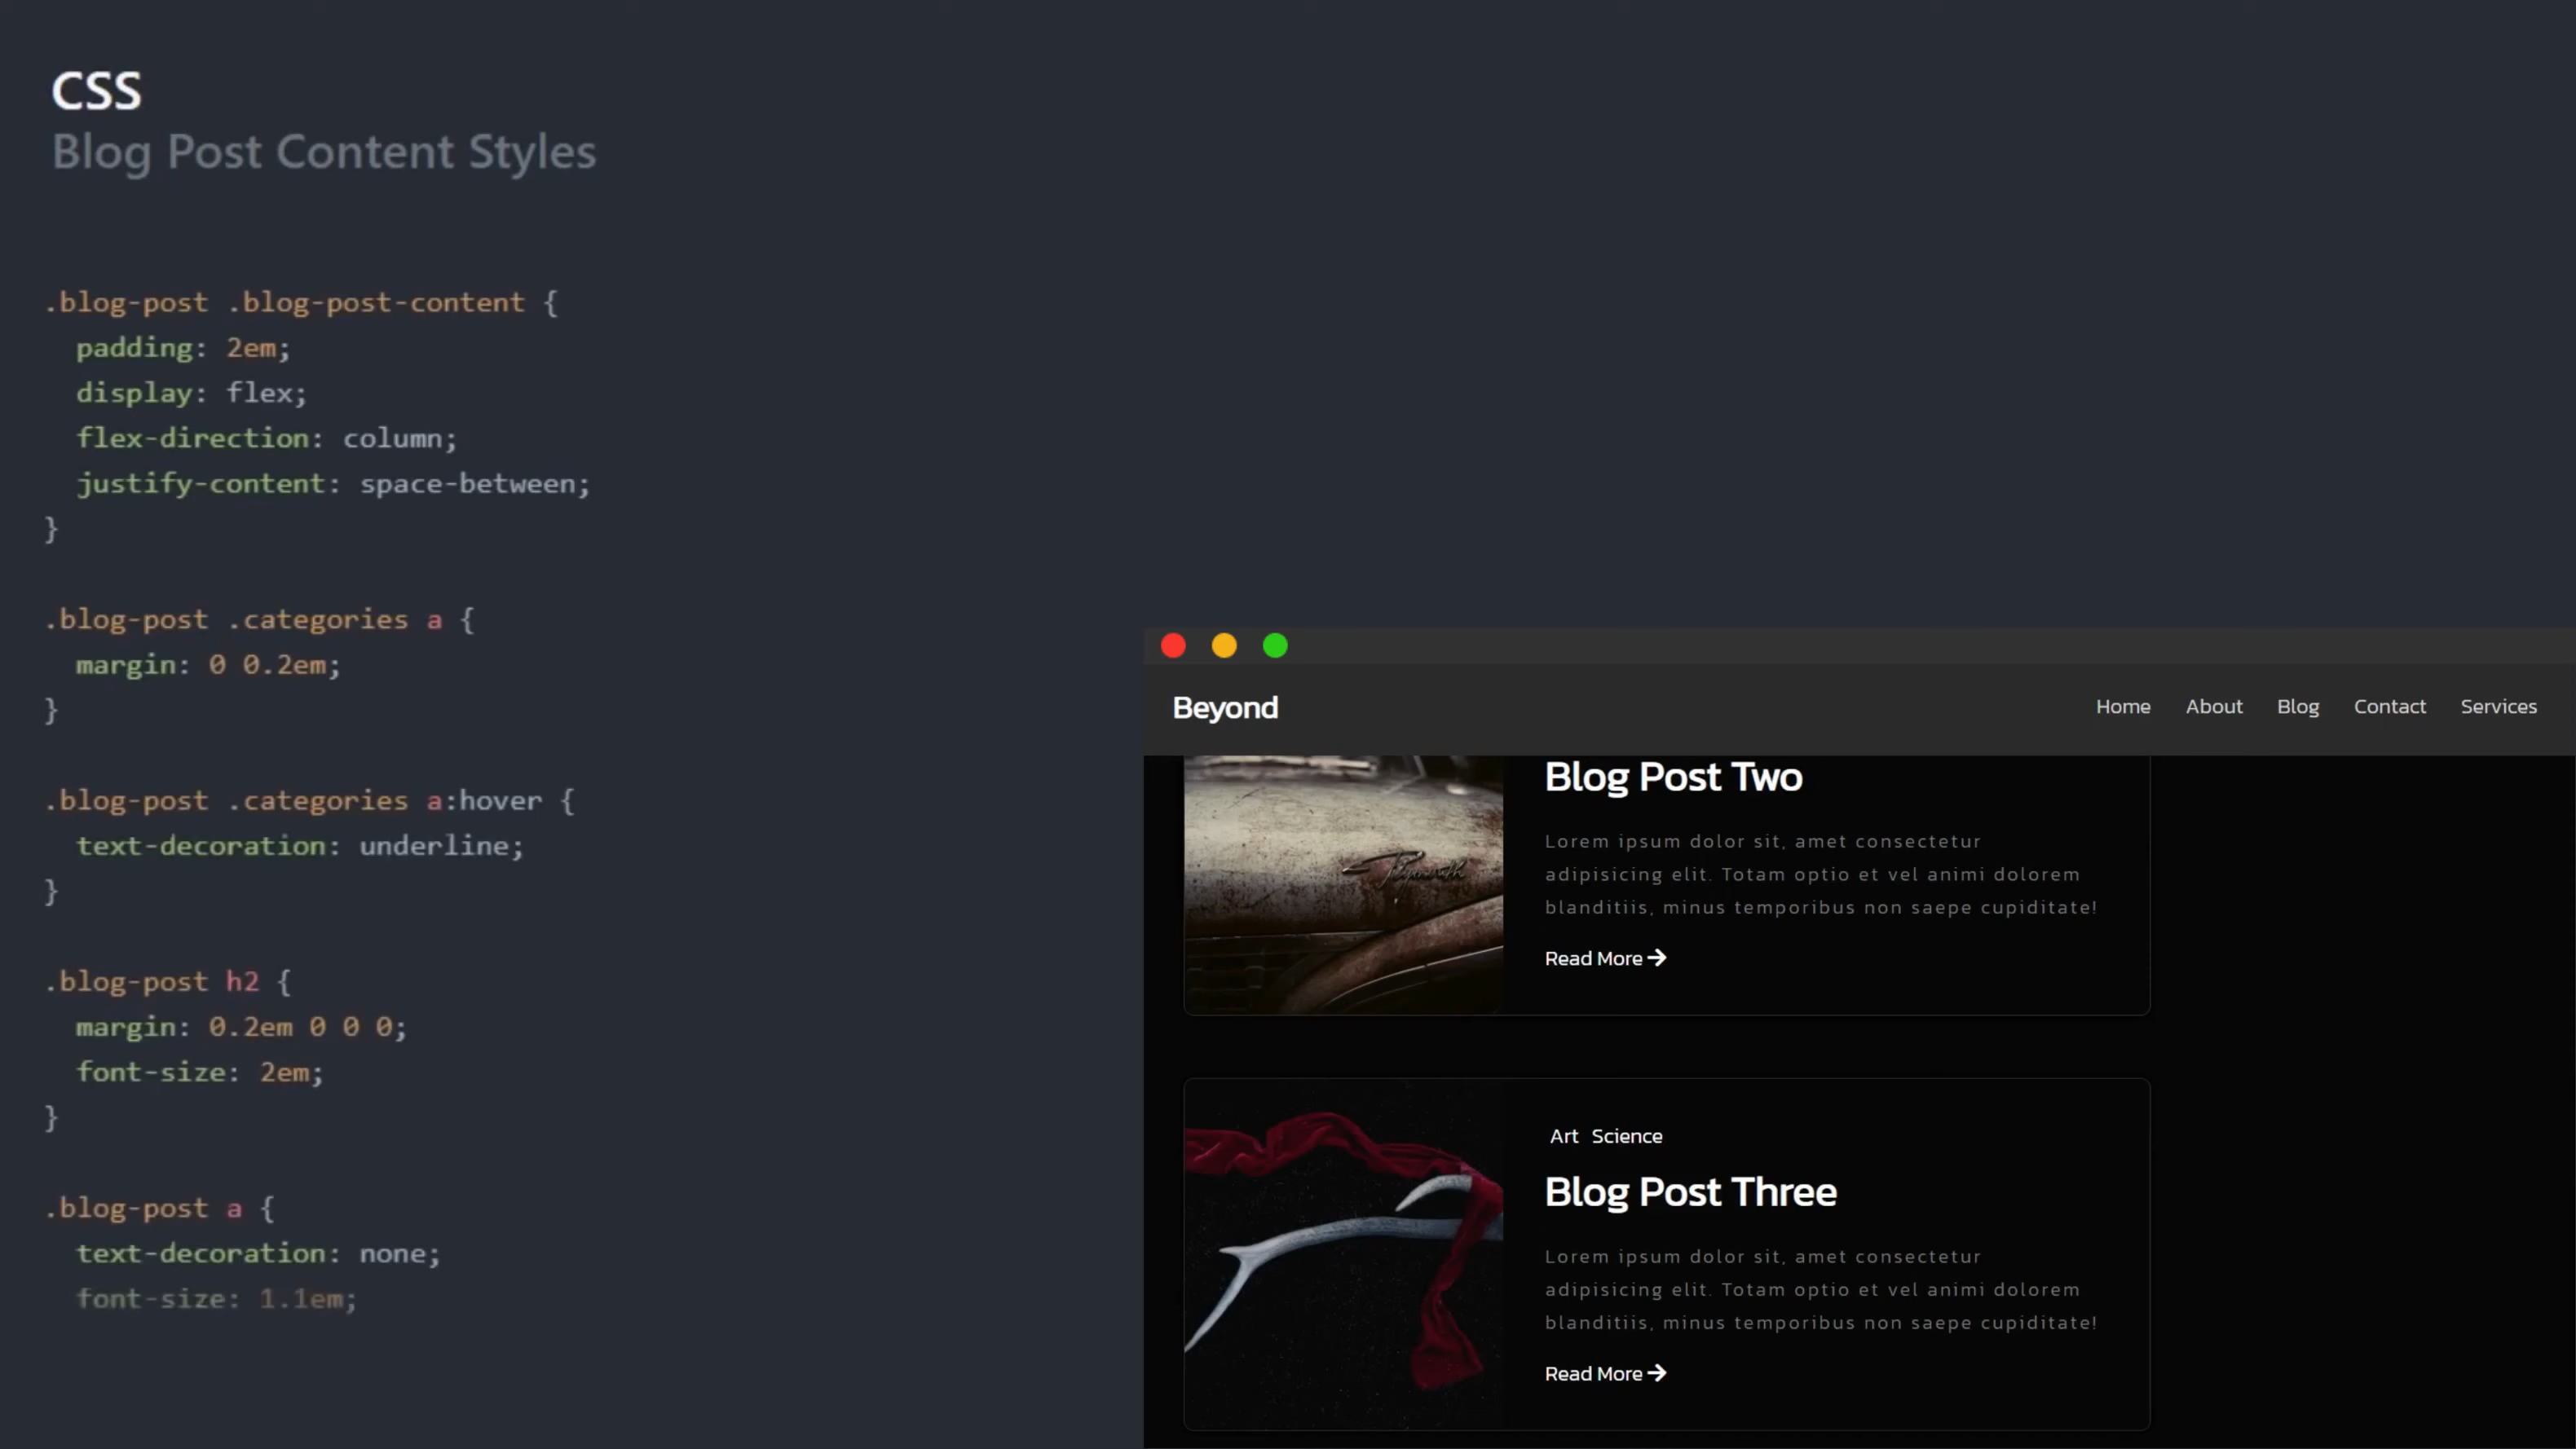 CSS
Blog Post Content Styles
.blog-post .blog-post-content {
  padding: 2em;
  display: flex;
  flex-direction: column;
  justify-content: space-between;
}
.blog-post .categories a {
  margin: 0 0.2em;
}
.blog-post .categories a:hover {
  text-decoration: underline;
}
.blog-post h2 {
  margin: 0.2em 0 0 0;
  font-size: 2em;
}
.blog-post a {
  text-decoration: none;
  font-size: 1.1em;
Beyond
Home About Blog Contact Services
Plymouth
Blog Post Two
Lorem ipsum dolor sit, amet consectetur
adipisicing elit. Totam optio et vel animi dolorem
blanditiis, minus temporibus non saepe cupiditate!
Read More
Art Science
Blog Post Three
Lorem ipsum dolor sit, amet consectetur
adipisicing elit. Totam optio et vel animi dolorem
blanditiis, minus temporibus non saepe cupiditate!
Read More